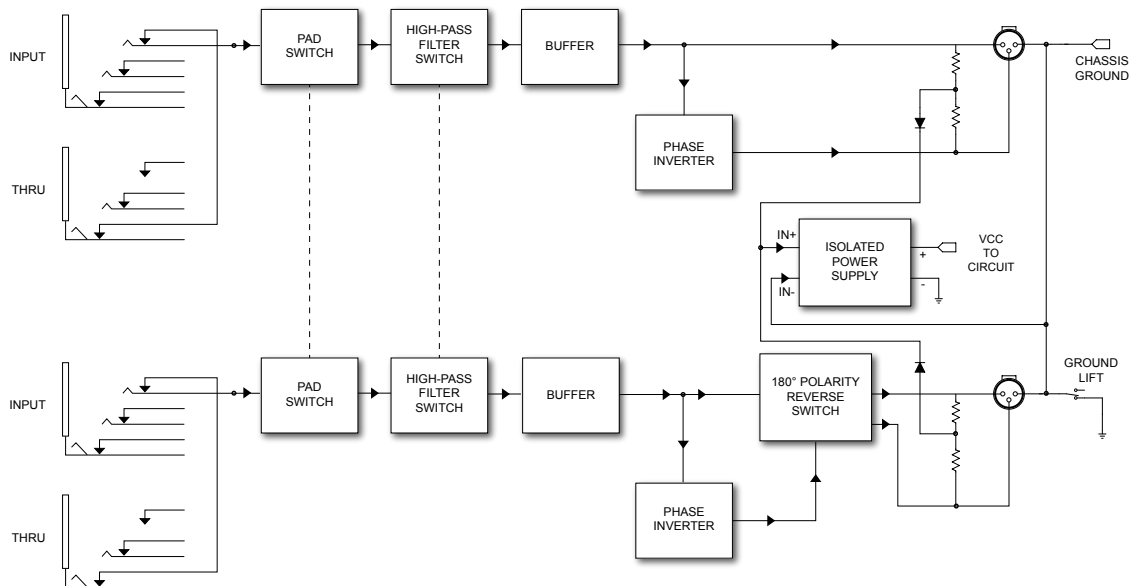 INPUT
PAD
SWITCH
HIGH-PASS
FILTER
SWITCH
BUFFER
CHASSIS
GROUND
PHASE
INVERTER
THRU
IN+
ISOLATED
POWER
SUPPLY
+
-
VCC
TO
CIRCUIT
IN-
INPUT
PAD
SWITCH
HIGH-PASS
FILTER
SWITCH
BUFFER
180° POLARITY
REVERSE
SWITCH
GROUND
LIFT
PHASE
INVERTER
THRU